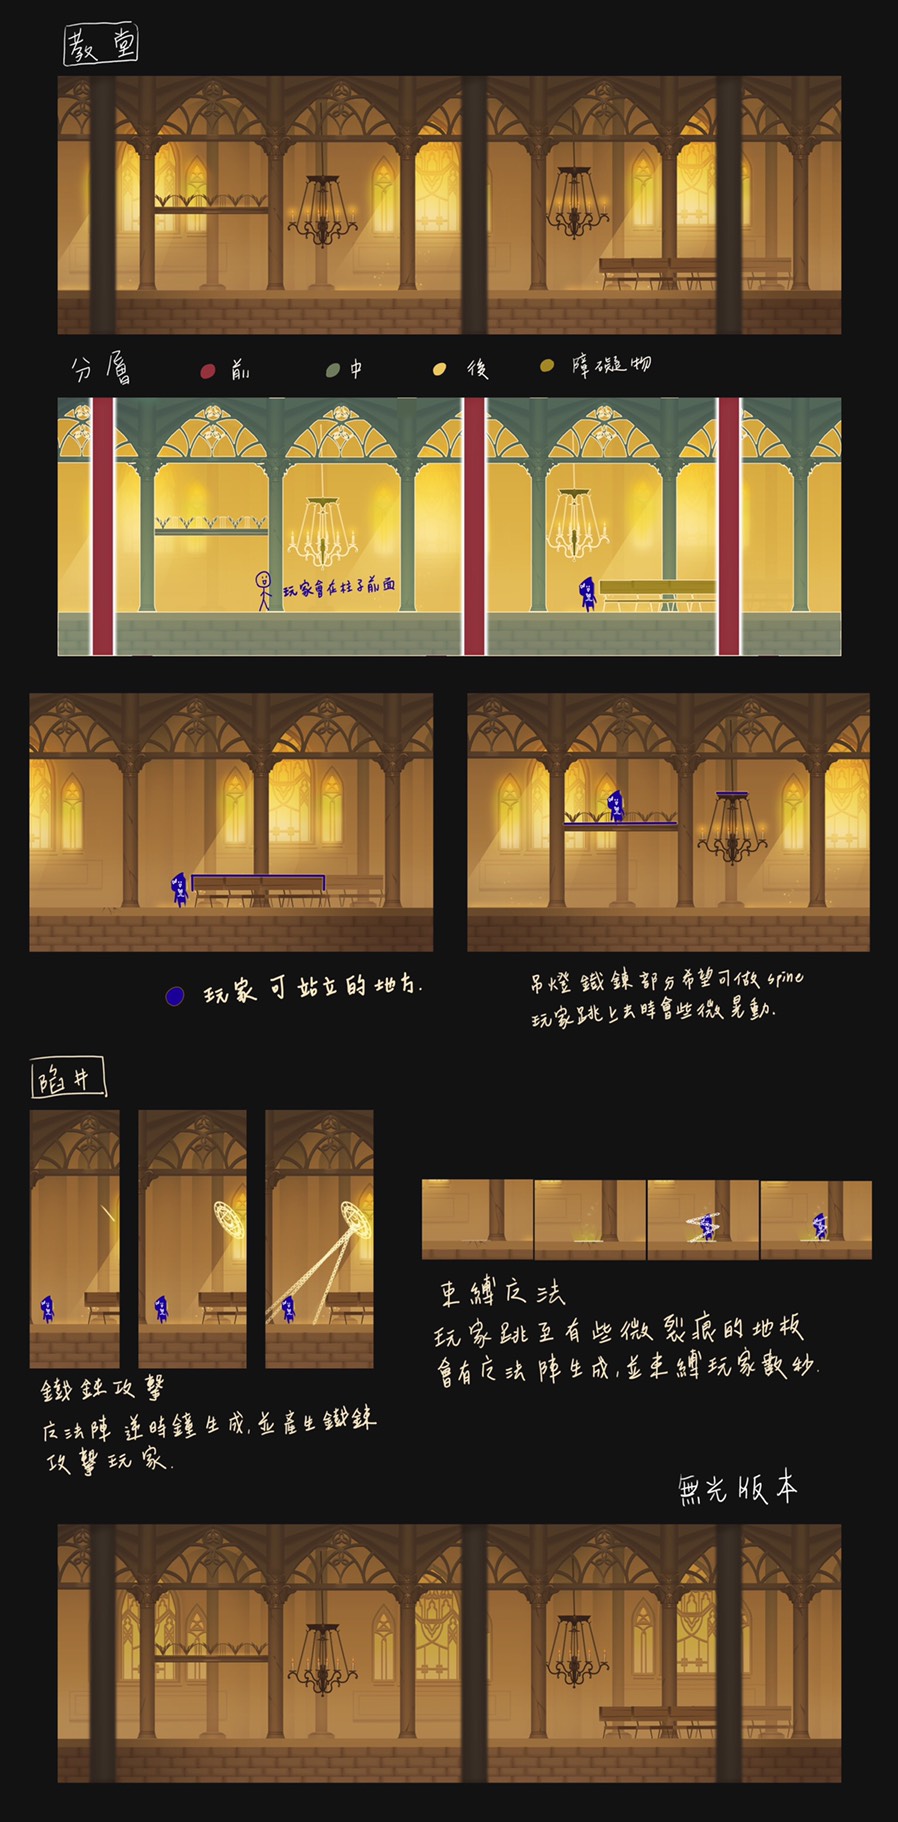 教堂
分層
前
中
後
障礙物
玩家會在柱子前面
玩家可站立的地方.
吊燈鐵鍊部分希望可做spine
玩家跳上去時會些微晃動.
陷井
鐵鍊攻擊
反法陣逆時鐘生成,並產生鐵鍊
攻擊玩家.
束縛反法
玩家跳至有些微裂痕的地板
會有反法陣生成,並束縛玩家數秒.
無光版本